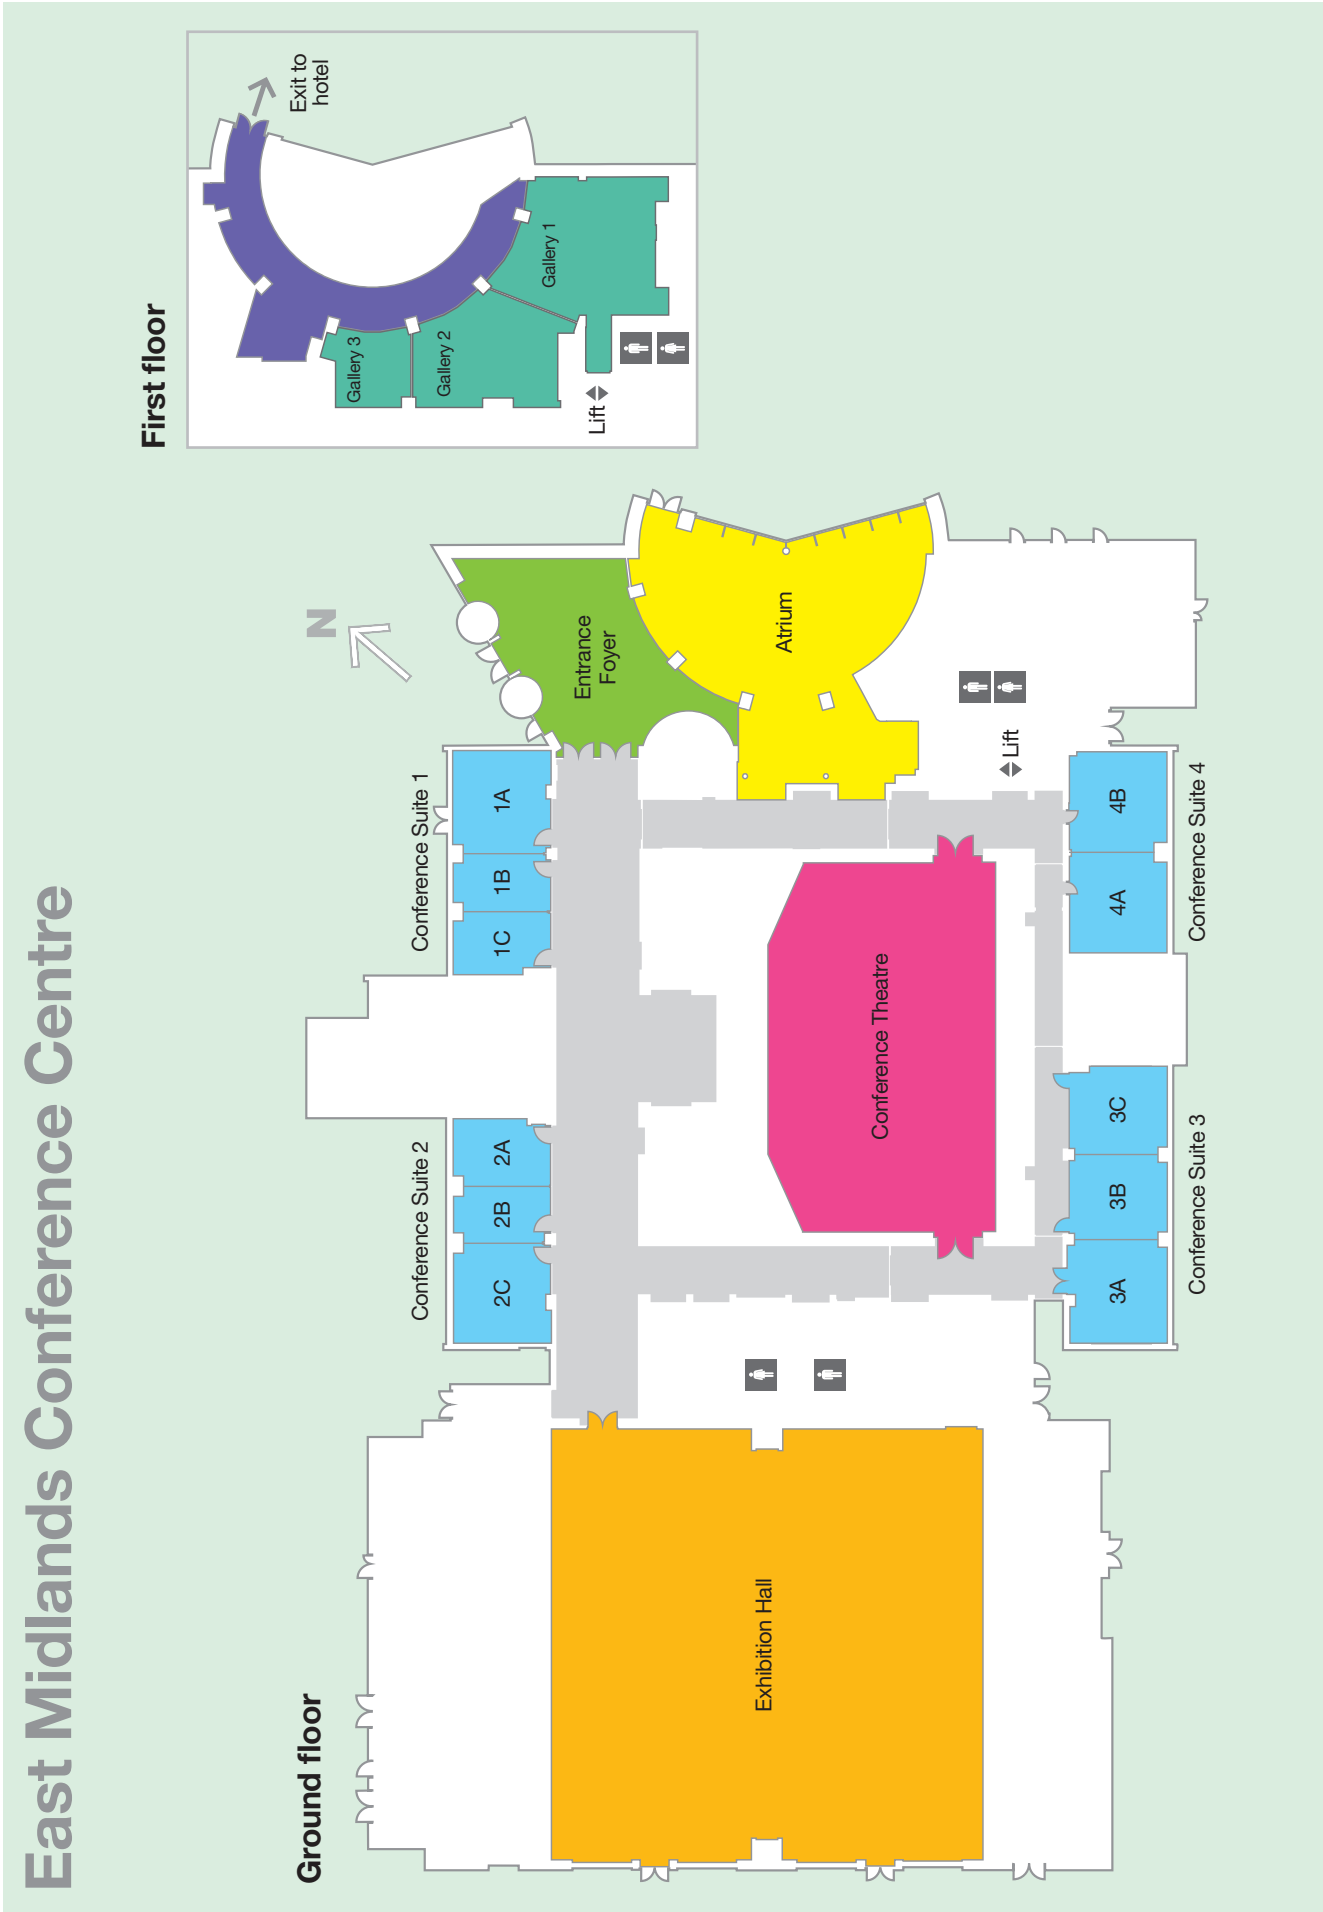 East Midlands Conference Centre
Ground floor
First floor
Exit to
hotel
Gallery 3
Gallery 2
Gallery 1
Lift
N
Conference Suite 2
Conference Suite 1
2C
2B
2A
1C
1B
1A
Entrance
Foyer
Exhibition Hall
Atrium
Conference Theatre
Lift
3A
3B
3C
4A
4B
Conference Suite 3
Conference Suite 4